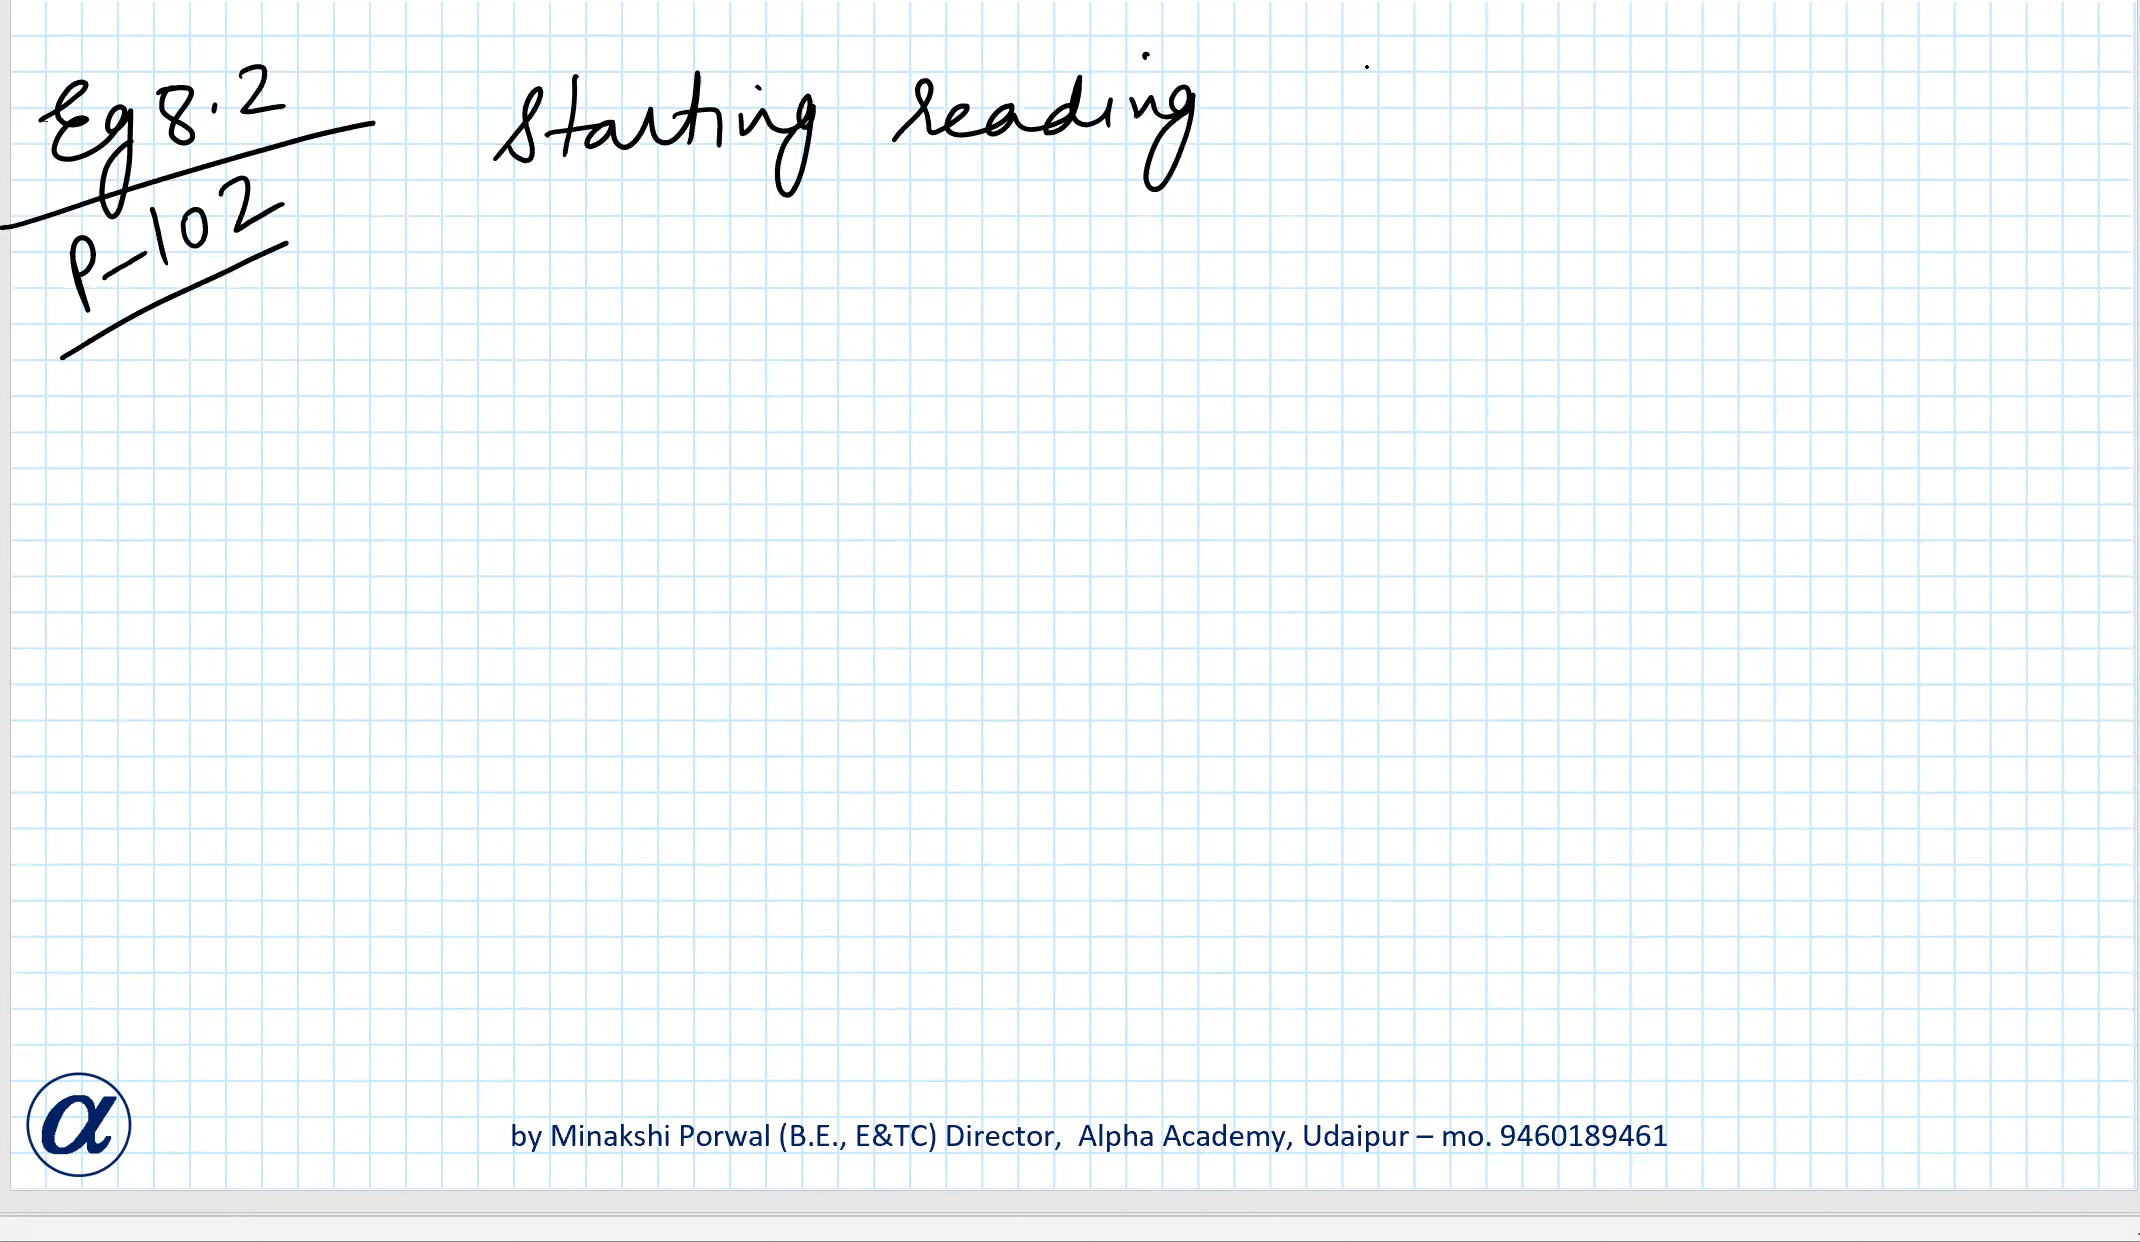 Eg 8.2 Starting reading
P-102
α
by Minakshi Porwal (B.E., E&TC) Director, Alpha Academy, Udaipur – mo. 9460189461